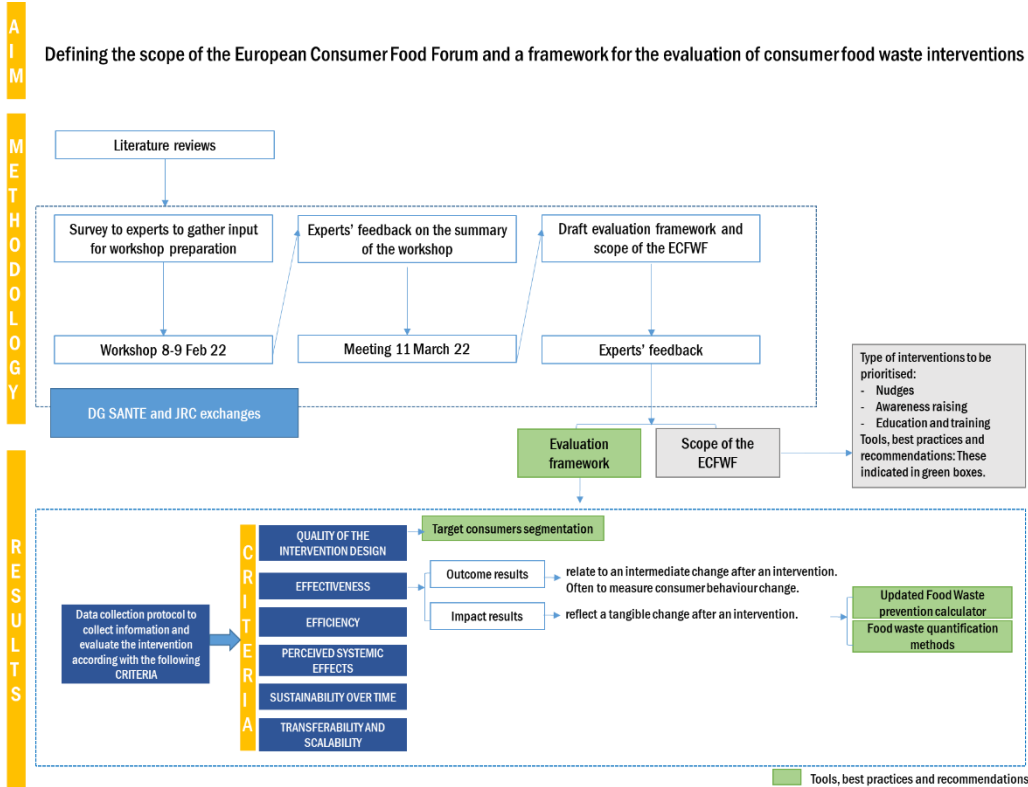 AIM
Defining the scope of the European Consumer Food Forum and a framework for the evaluation of consumer food waste interventions
METHODOLOGY
Literature reviews
Survey to experts to gather input
for workshop preparation
Experts' feedback on the summary
of the workshop
Draft evaluation framework and
scope of the ECFWF
Workshop 8-9 Feb 22
Meeting 11 March 22
Experts' feedback
DG SANTE and JRC exchanges
Type of interventions to be
prioritised:
- Nudges
- Awareness raising
- Education and training
Tools, best practices and
recommendations: These
indicated in green boxes.
Evaluation
framework
Scope of the
ECFWF
RESULTS
Data collection protocol to
collect information and
evaluate the intervention
according with the following
CRITERIA
CRITERIA
QUALITY OF THE
INTERVENTION DESIGN
Target consumers segmentation
EFFECTIVENESS
Outcome results
relate to an intermediate change after an intervention.
Often to measure consumer behaviour change.
Impact results
reflect a tangible change after an intervention.
Updated Food Waste
prevention calculator
Food waste quantification
methods
EFFICIENCY
PERCEIVED SYSTEMIC
EFFECTS
SUSTAINABILITY OVER TIME
TRANSFERABILITY AND
SCALABILITY
Tools, best practices and recommendations